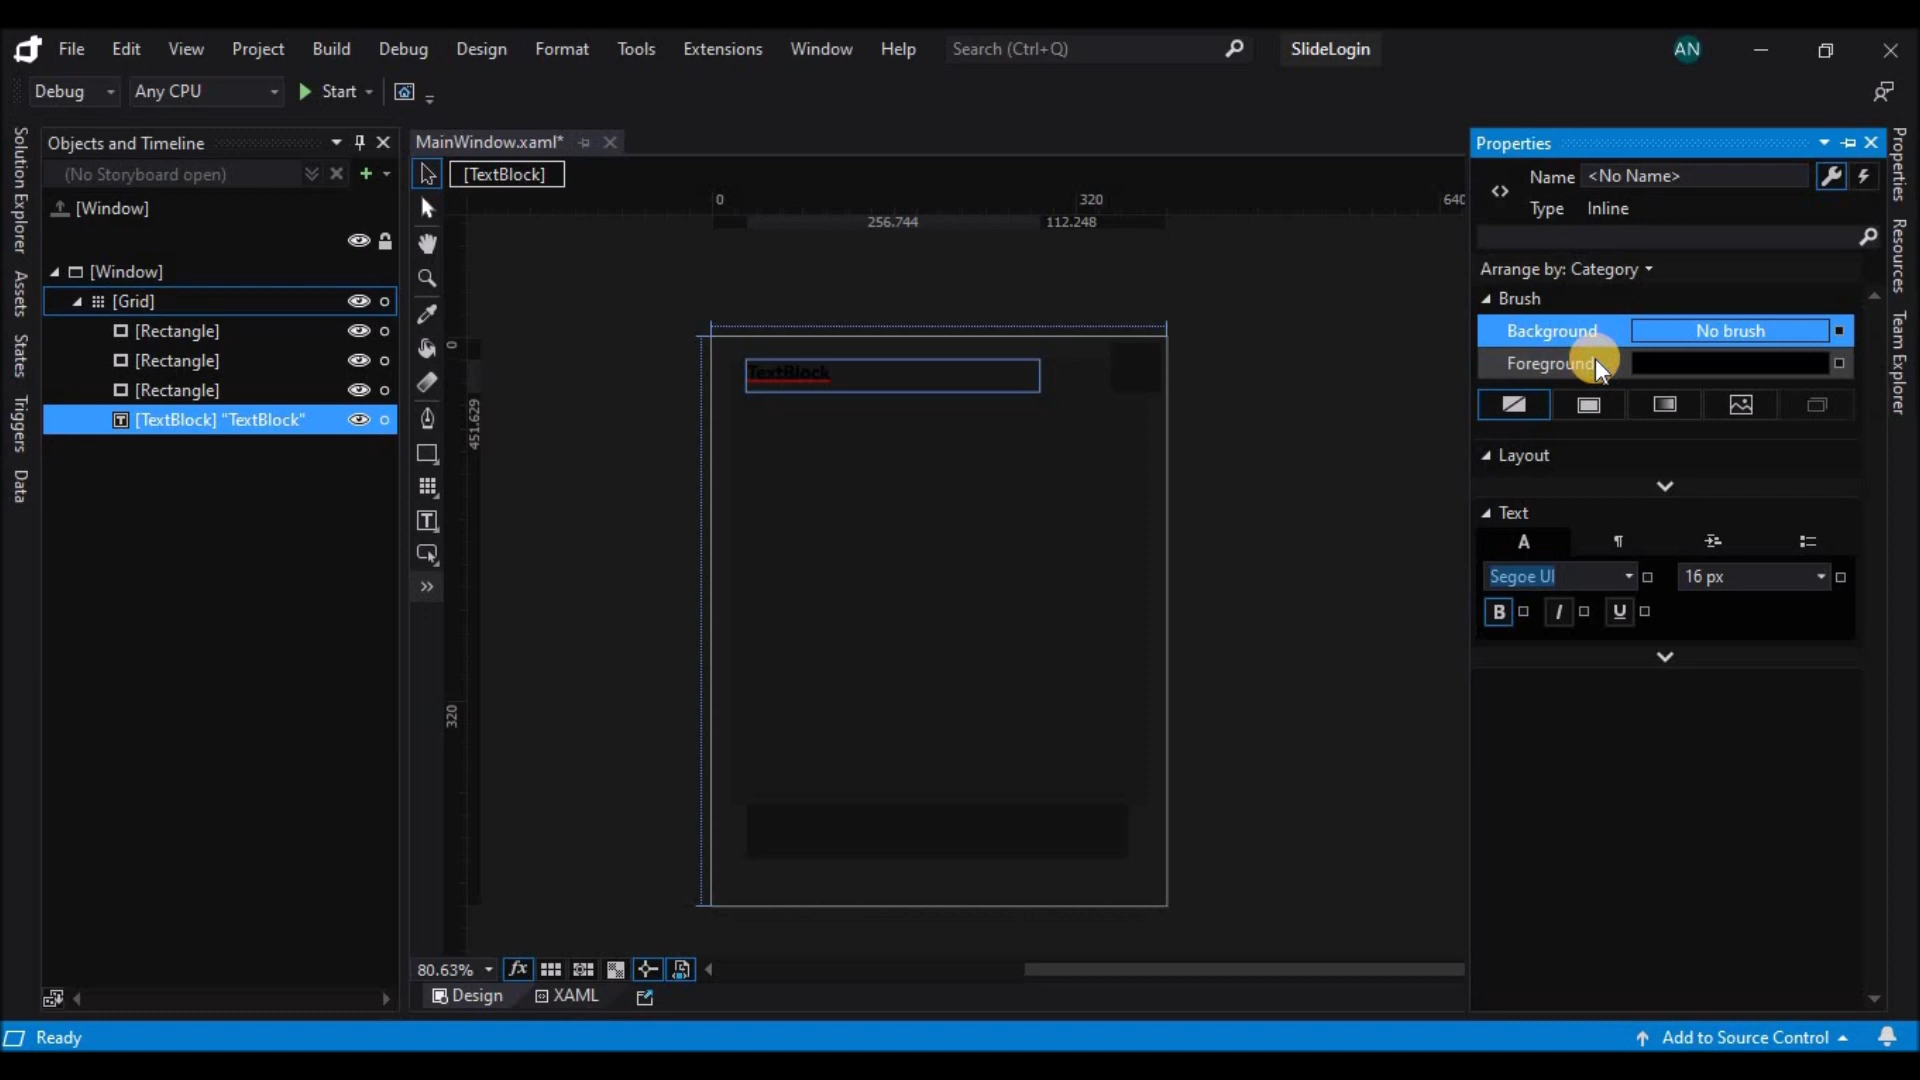 File Edit View Project Build Debug Design Format Tools Extensions Window Help Search (Ctrl+Q) SlideLogin AN
Debug Any CPU Start
Solution Explorer
Assets
States
Triggers
Data
Objects and Timeline
(No Storyboard open)
[Window]
[Window]
[Grid]
[Rectangle]
[Rectangle]
[Rectangle]
[TextBlock] "TextBlock"
MainWindow.xaml*
[TextBlock]
0 320 640
256.744 112.248
0
451.629
320
TextBlock
80.63% fx
Design XAML
Properties
Name <No Name>
Type Inline
Arrange by: Category
Brush
Background No brush
Foreground
Layout
Text
A ¶
Segoe UI 16 px
B I U
Properties
Resources
Team Explorer
Ready Add to Source Control